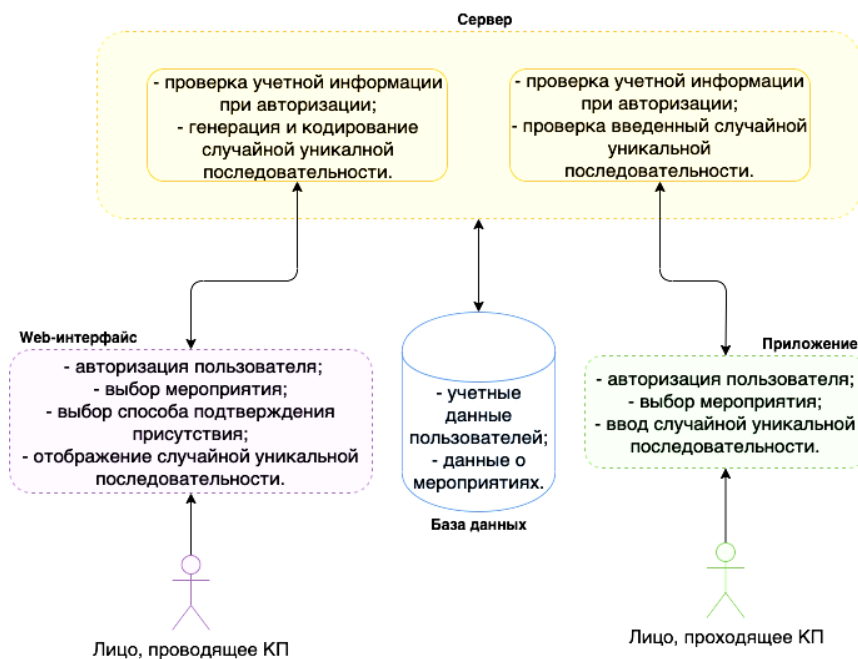 Сервер
- проверка учетной информации
при авторизации;
- генерация и кодирование
случайной уникалной
последовательности.
- проверка учетной информации
при авторизации;
- проверка введенный случайной
уникальной
последовательности.
Web-интерфайс
- авторизация пользователя;
- выбор мероприятия;
- выбор способа подтверждения
присутствия;
- отображение случайной уникальной
последовательности.
- учетные
данные
пользователей;
- данные о
мероприятиях.
База данных
Приложение
- авторизация пользователя;
- выбор мероприятия;
- ввод случайной уникальной
последовательности.
Лицо, проводящее КП
Лицо, проходящее КП